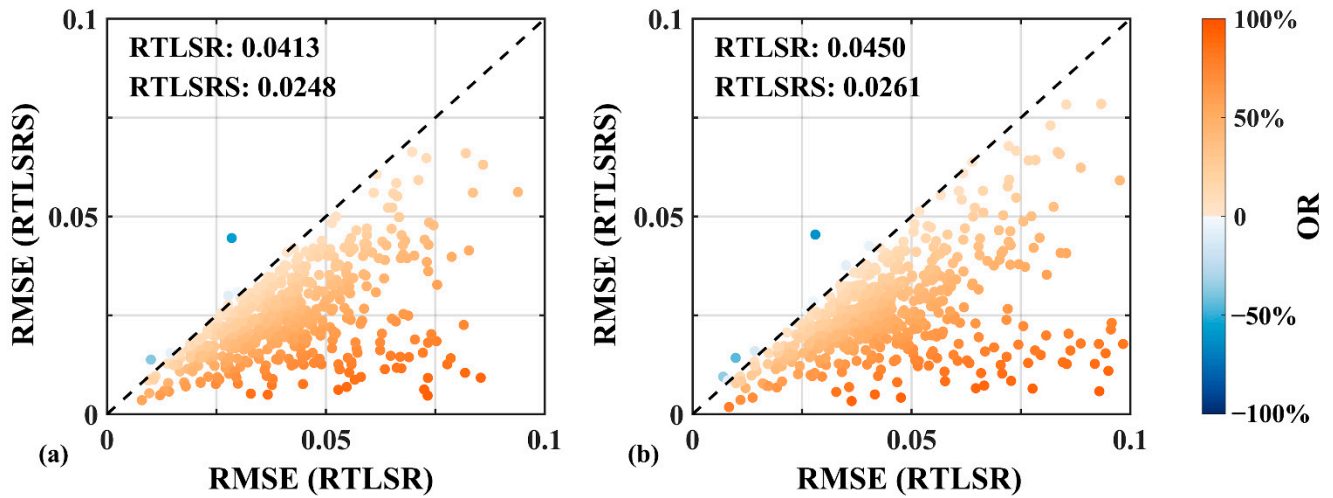 RTLSR: 0.0413
RTLSRS: 0.0248
0.1
0.05
0
0
0.05
0.1
RMSE (RTLSRS)
RMSE (RTLSR)
(a)
RTLSR: 0.0450
RTLSRS: 0.0261
0.1
0.05
0
0
0.05
0.1
RMSE (RTLSRS)
RMSE (RTLSR)
(b)
100%
50%
0
−50%
−100%
OR